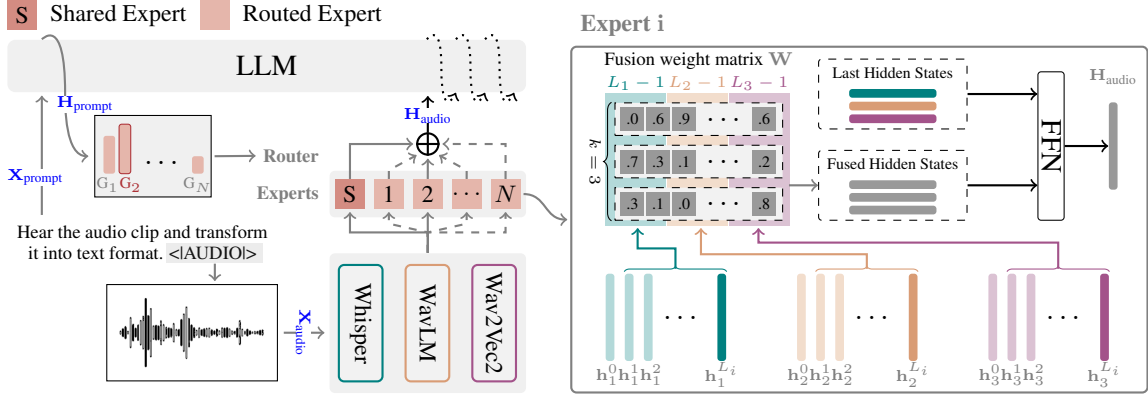 S Shared Expert Routed Expert
LLM
H_prompt
H_audio
X_prompt
G_1 G_2 ... G_N
Router
Experts
S 1 2 ... N
Hear the audio clip and transform
it into text format. <|AUDIO|>
X_audio
Whisper
WavLM
Wav2Vec2
Expert i
Fusion weight matrix W
L_1 − 1 L_2 − 1 L_3 − 1
k = 3
.0 .6 .9 ... .6
.7 .3 .1 ... .2
.3 .1 .0 ... .8
Last Hidden States
Fused Hidden States
FFN
H_audio
...
...
...
h_1^0 h_1^1 h_1^2 h_1^{L_i}
h_2^0 h_2^1 h_2^2 h_2^{L_i}
h_3^0 h_3^1 h_3^2 h_3^{L_i}